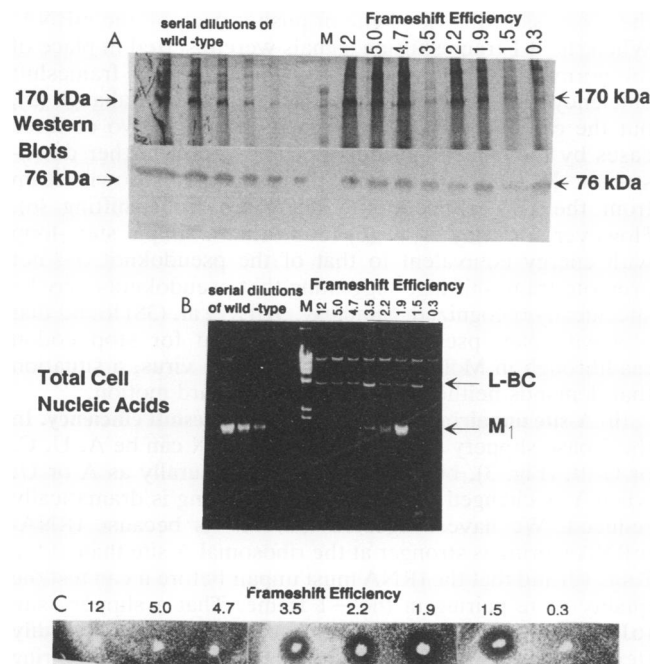 A
serial dilutions
of wild -type
M
Frameshift Efficiency
12 5.0 4.7 3.5 2.2 1.9 1.5 0.3
170 kDa →
← 170 kDa
Western
Blots
76 kDa →
← 76 kDa
B
serial dilutions
of wild -type
M
Frameshift Efficiency
12 5.0 4.7 3.5 2.2 1.9 1.5 0.3
Total Cell
Nucleic Acids
← L-BC
← M₁
C
Frameshift Efficiency
12 5.0 4.7 3.5 2.2 1.9 1.5 0.3